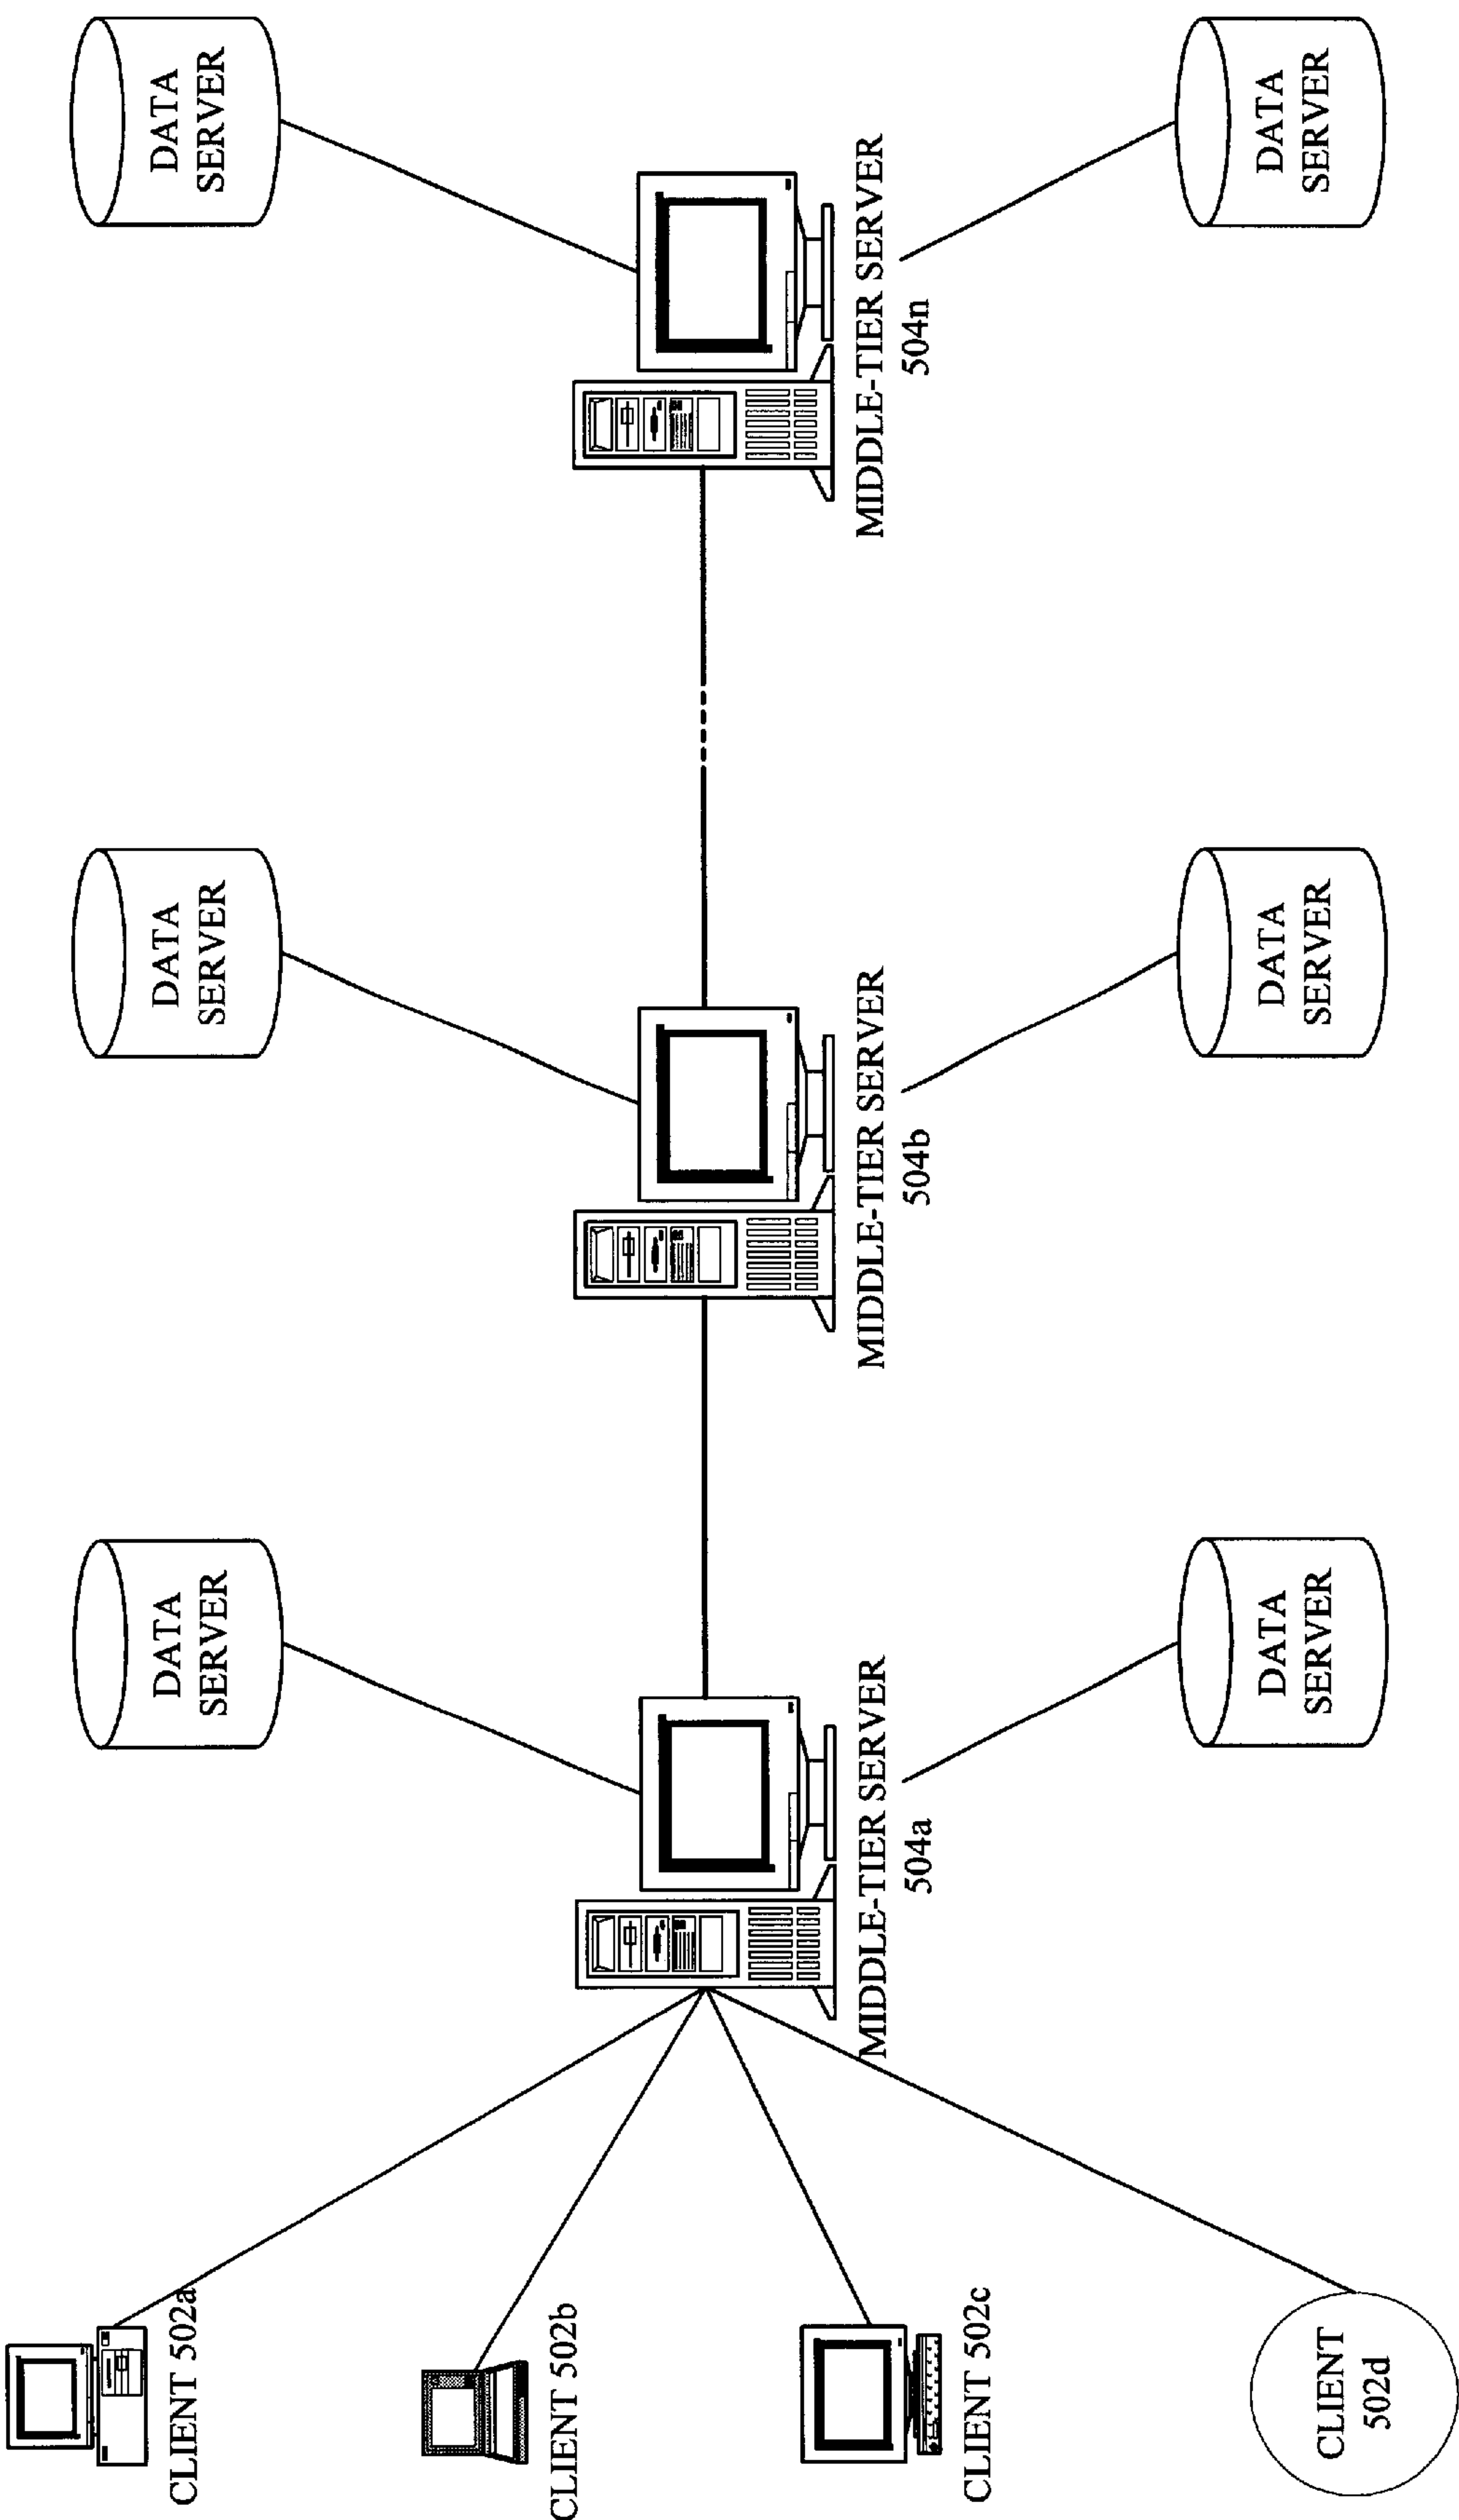 CLIENT 502a
CLIENT 502b
CLIENT 502c
CLIENT
502d
DATA
SERVER
MIDDLE-TIER SERVER
504a
DATA
SERVER
DATA
SERVER
MIDDLE-TIER SERVER
504b
DATA
SERVER
DATA
SERVER
MIDDLE-TIER SERVER
504n
DATA
SERVER